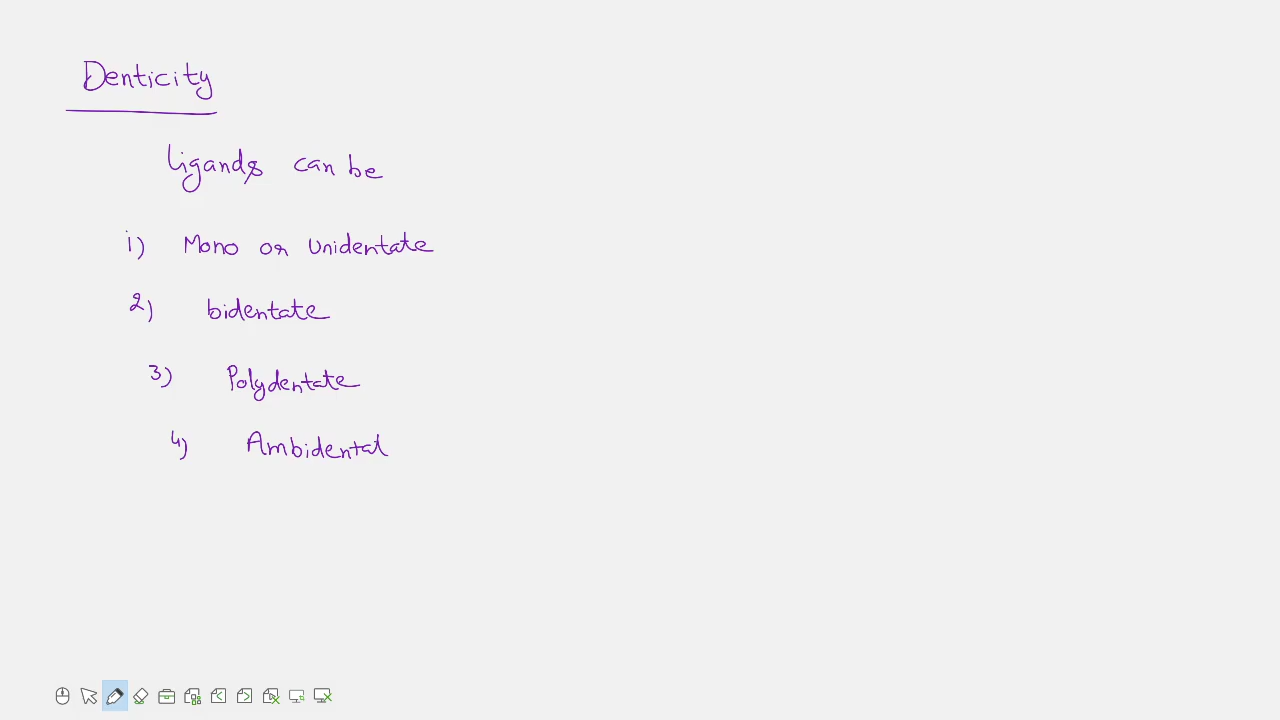 Denticity
Ligands can be
1) Mono or Unidentate
2) bidentate
3) Polydentate
4) Ambidental